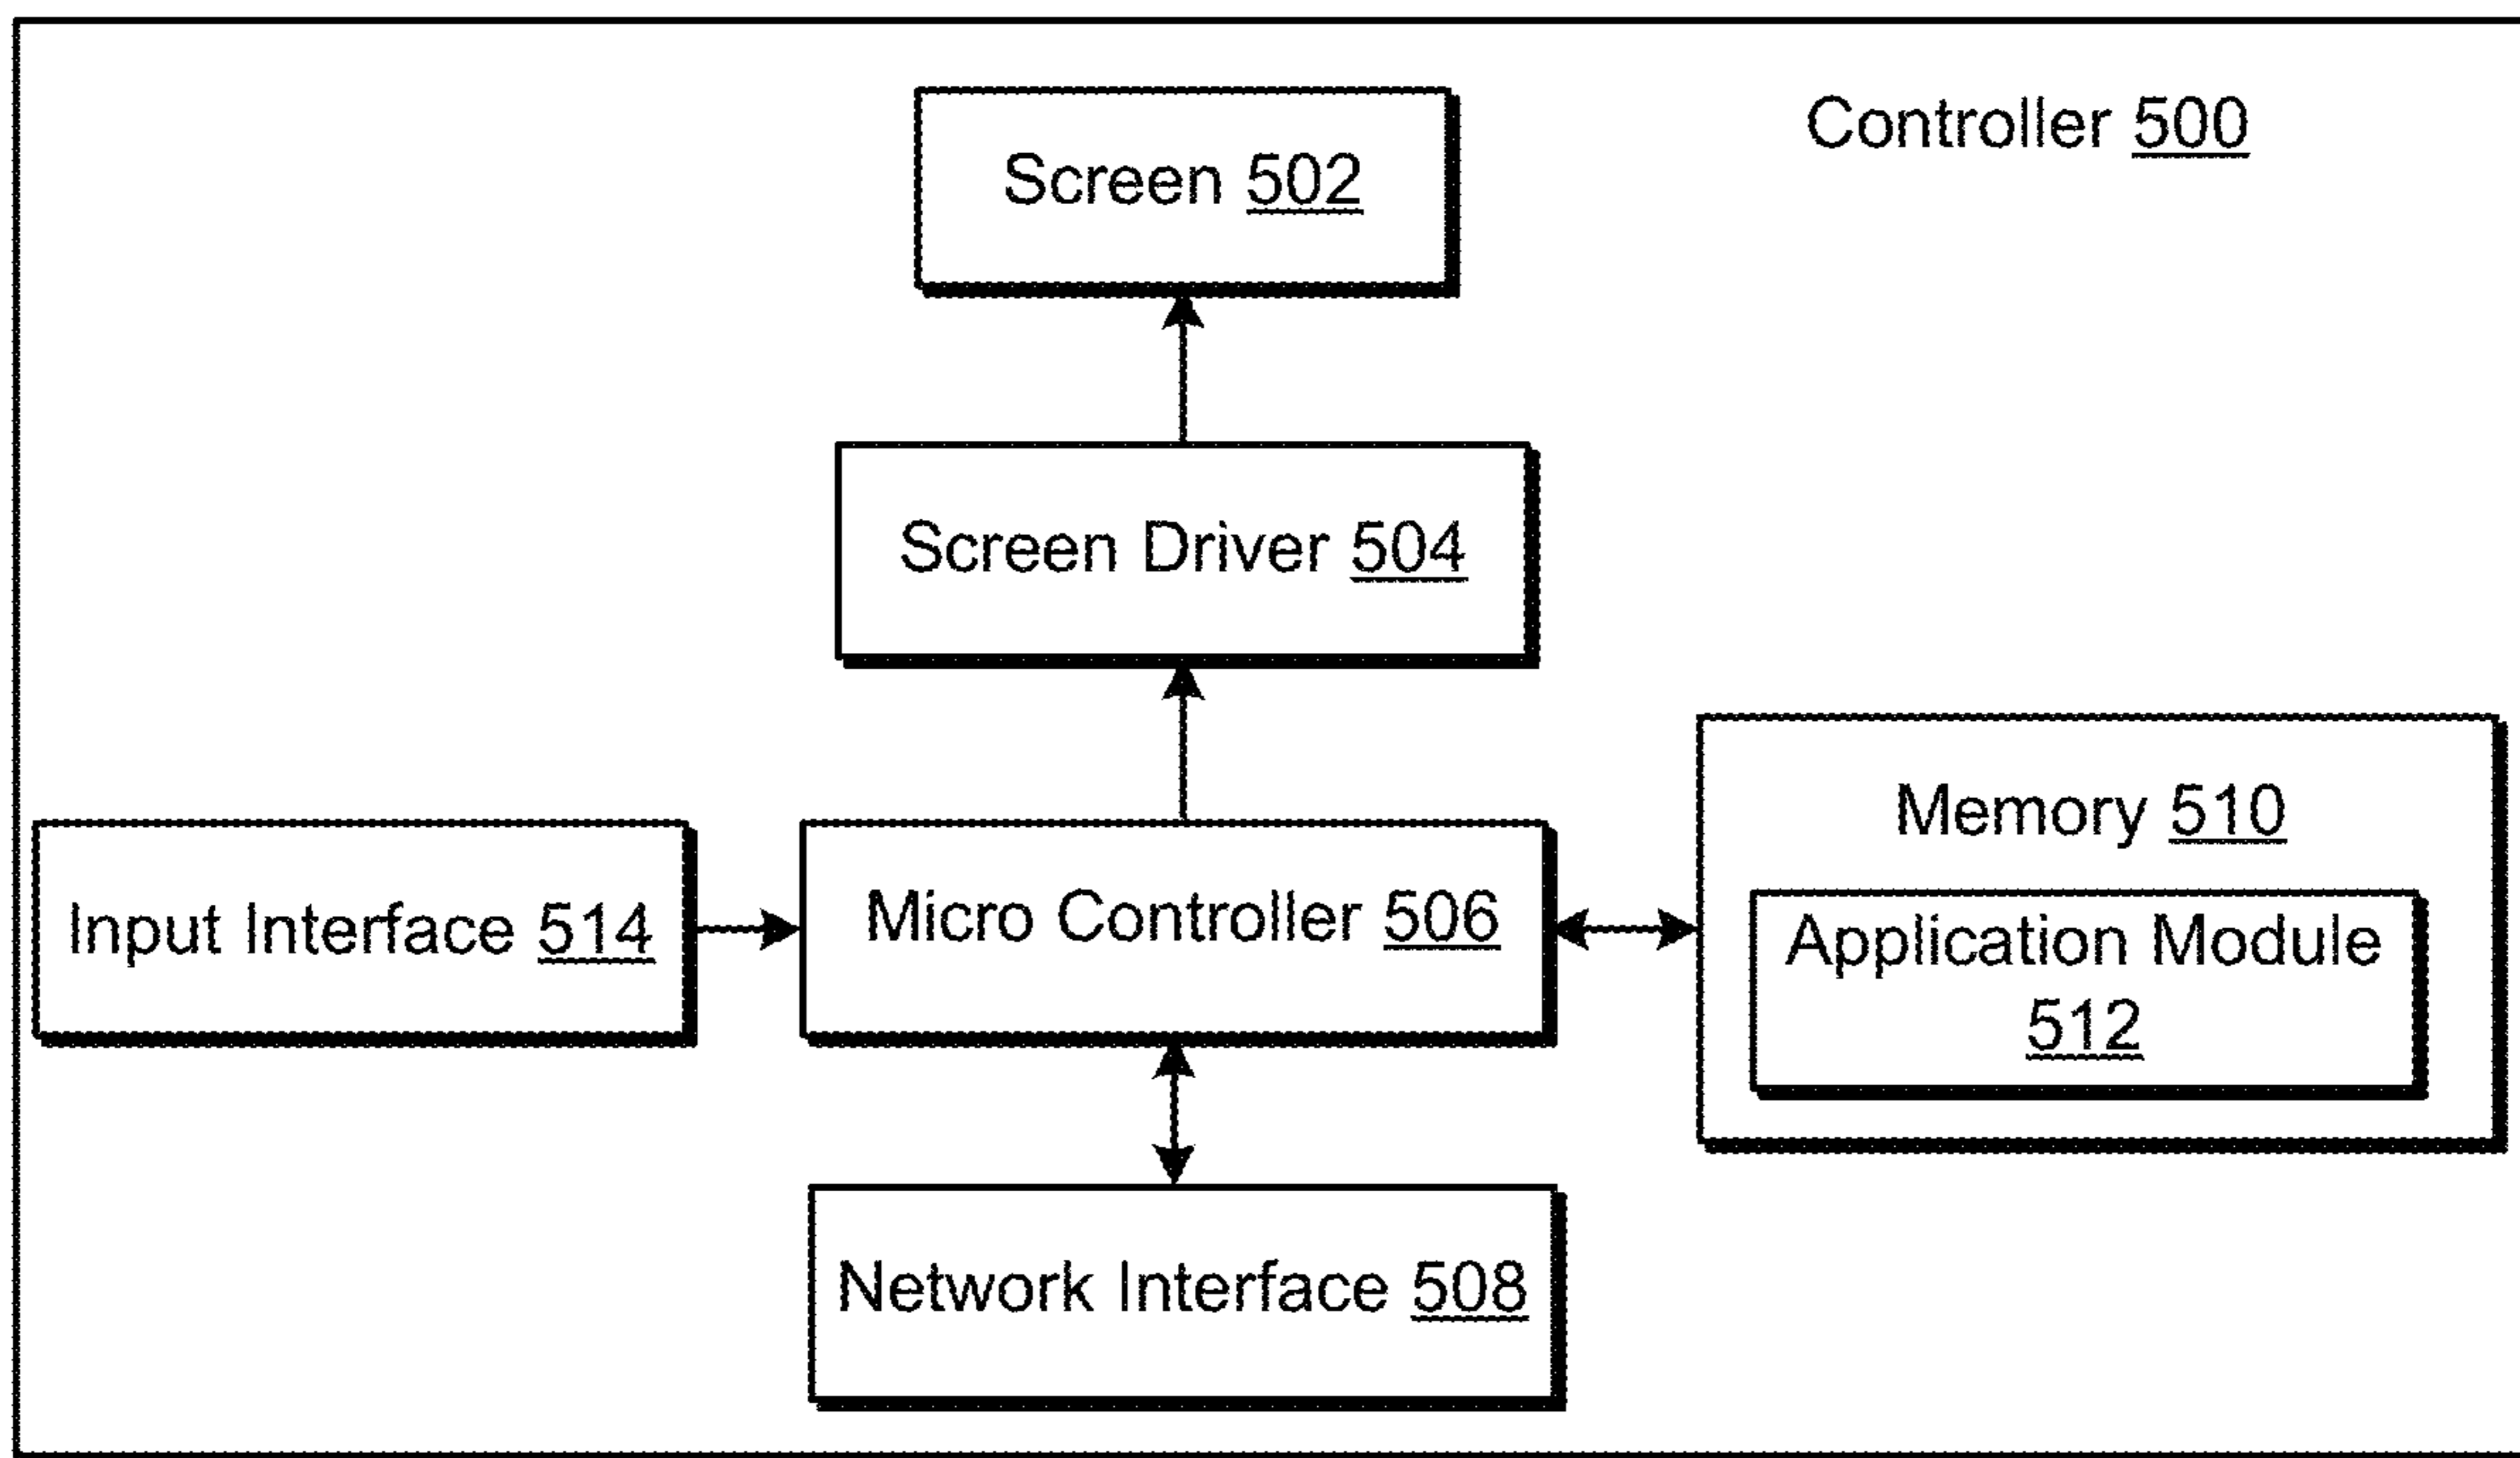 Controller 500
Screen 502
Screen Driver 504
Memory 510
Input Interface 514
Micro Controller 506
Application Module
512
Network Interface 508